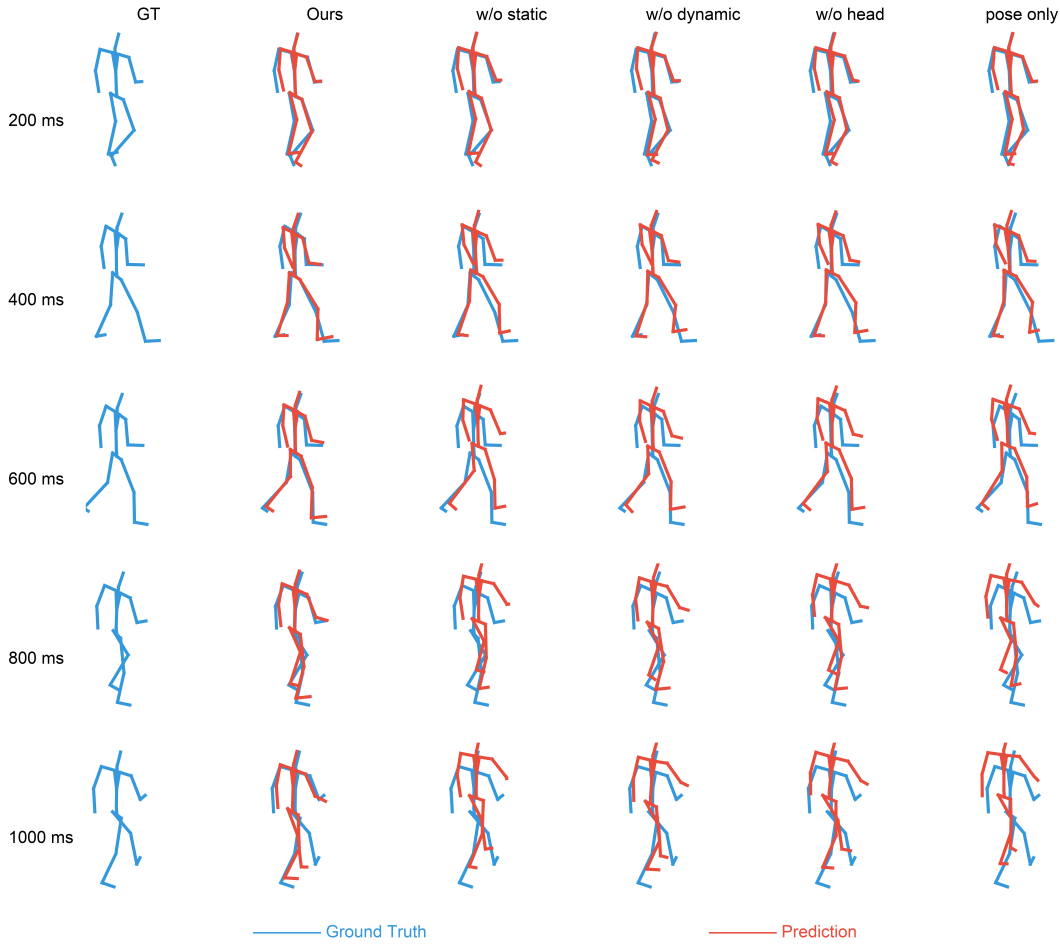 GT Ours w/o static w/o dynamic w/o head pose only
200 ms
400 ms
600 ms
800 ms
1000 ms
Ground Truth Prediction